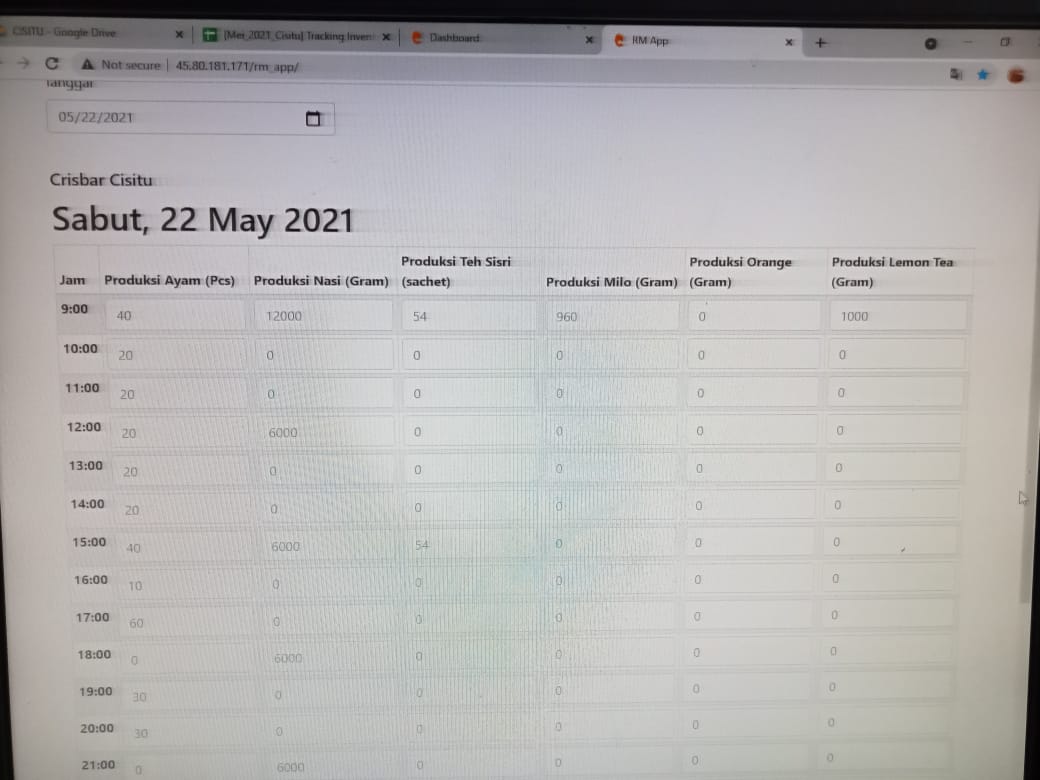 CISITU - Google Drive
[Mei_2021_Cisitu] Tracking Inven
Dashboard
RM App
Not secure | 45.80.181.171/rm_app/
Tanggal
05/22/2021
Crisbar Cisitu
Sabut, 22 May 2021
Jam Produksi Ayam (Pcs) Produksi Nasi (Gram) Produksi Teh Sisri (sachet) Produksi Milo (Gram) Produksi Orange (Gram) Produksi Lemon Tea (Gram)
9:00 40 12000 54 960 0 1000
10:00 20 0 0 0 0 0
11:00 20 0 0 0 0 0
12:00 20 6000 0 0 0 0
13:00 20 0 0 0 0 0
14:00 20 0 0 0 0 0
15:00 40 6000 54 0 0 0
16:00 10 0 0 0 0 0
17:00 60 0 0 0 0 0
18:00 0 6000 0 0 0 0
19:00 30 0 0 0 0 0
20:00 30 0 0 0 0 0
21:00 0 6000 0 0 0 0